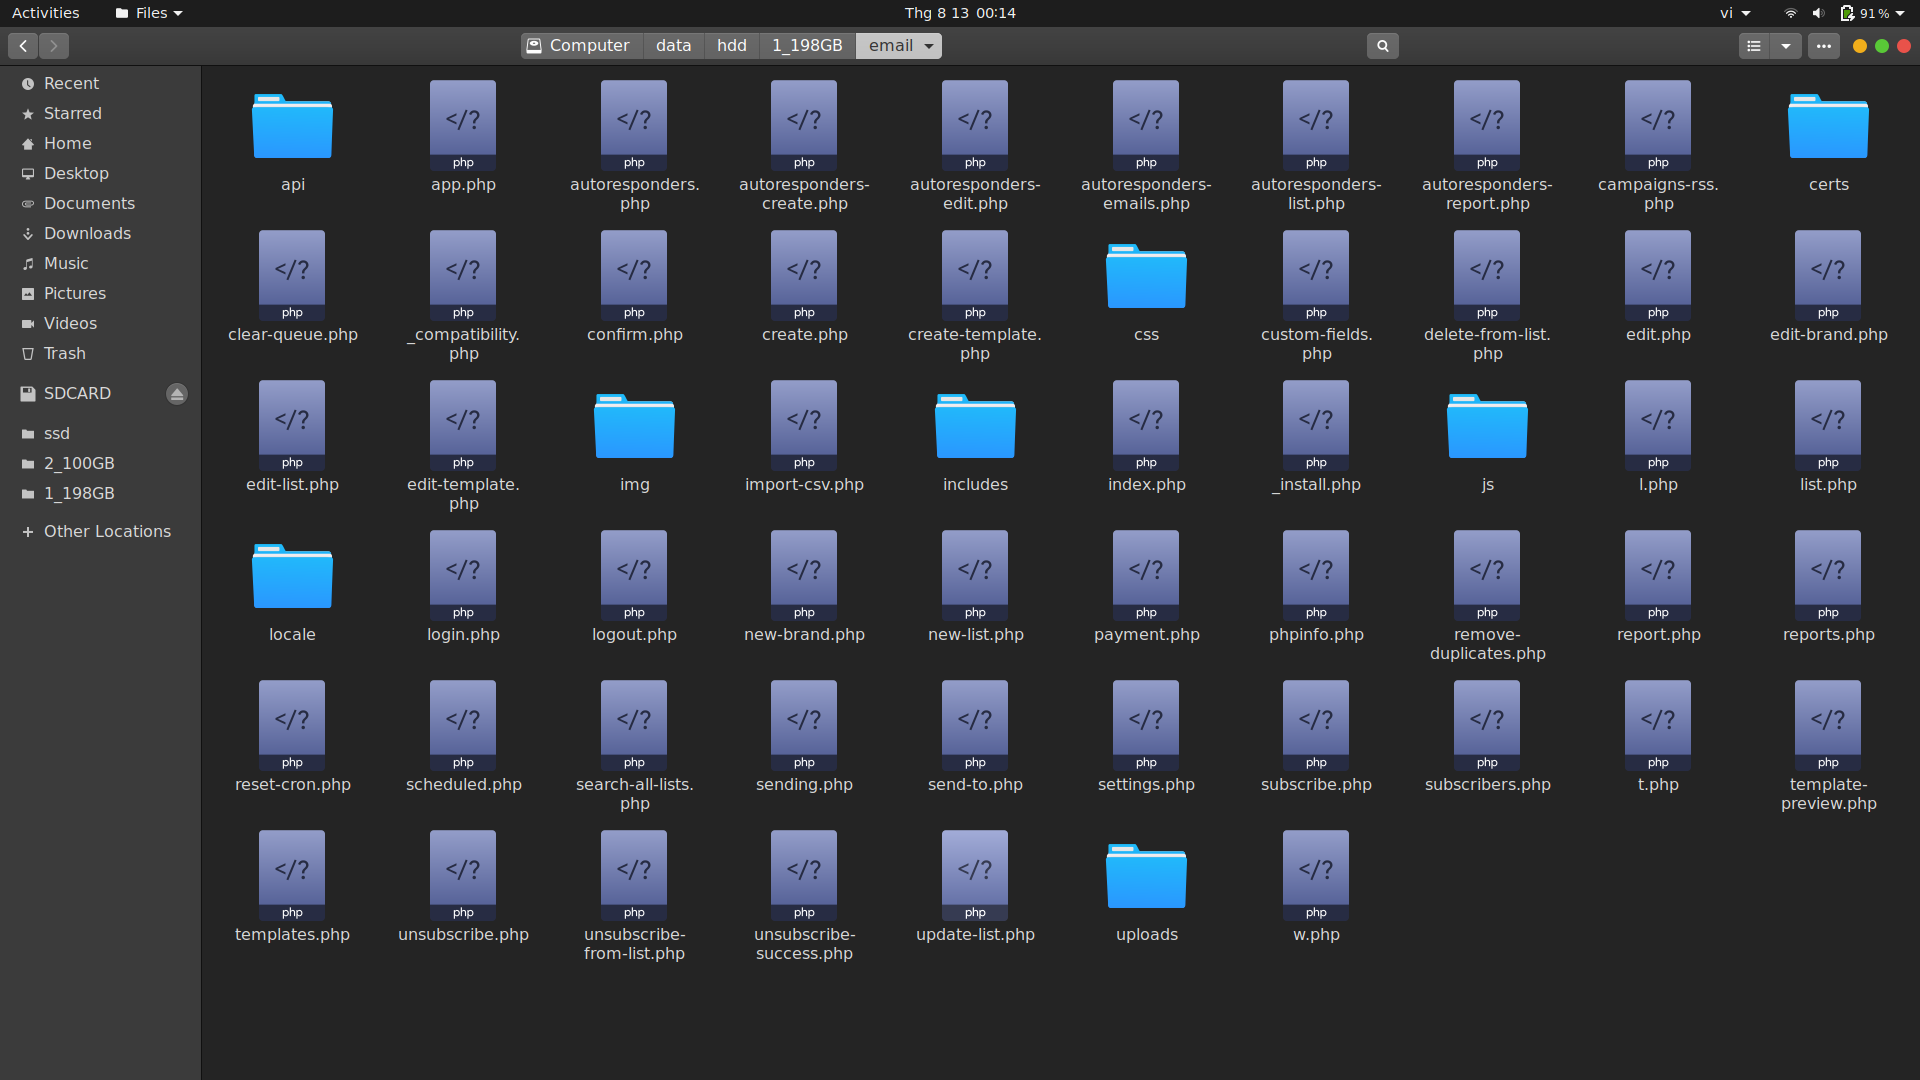 Activities Files Thg 8 13 00:14 vi 91%
Computer data hdd 1_198GB email
Recent
Starred
Home
Desktop
Documents
Downloads
Music
Pictures
Videos
Trash
SDCARD
ssd
2_100GB
1_198GB
Other Locations
</? </? </? </? </? </? </? </?
php php php php php php php php
api app.php autoresponders. autoresponders- autoresponders- autoresponders- autoresponders- autoresponders- campaigns-rss. certs
php create.php edit.php emails.php list.php report.php php
</? </? </? </? </? </? </? </? </?
php php php php php php php php php
clear-queue.php _compatibility. confirm.php create.php create-template. css custom-fields. delete-from-list. edit.php edit-brand.php
php php php php
</? </? </? </? </? </? </?
php php php php php php php
edit-list.php edit-template. img import-csv.php includes index.php _install.php js l.php list.php
php
</? </? </? </? </? </? </? </? </?
php php php php php php php php php
locale login.php logout.php new-brand.php new-list.php payment.php phpinfo.php remove- report.php reports.php
duplicates.php
</? </? </? </? </? </? </? </? </? </?
php php php php php php php php php php
reset-cron.php scheduled.php search-all-lists. sending.php send-to.php settings.php subscribe.php subscribers.php t.php template-
php preview.php
</? </? </? </? </? </?
php php php php php php
templates.php unsubscribe.php unsubscribe- unsubscribe- update-list.php uploads w.php
from-list.php success.php